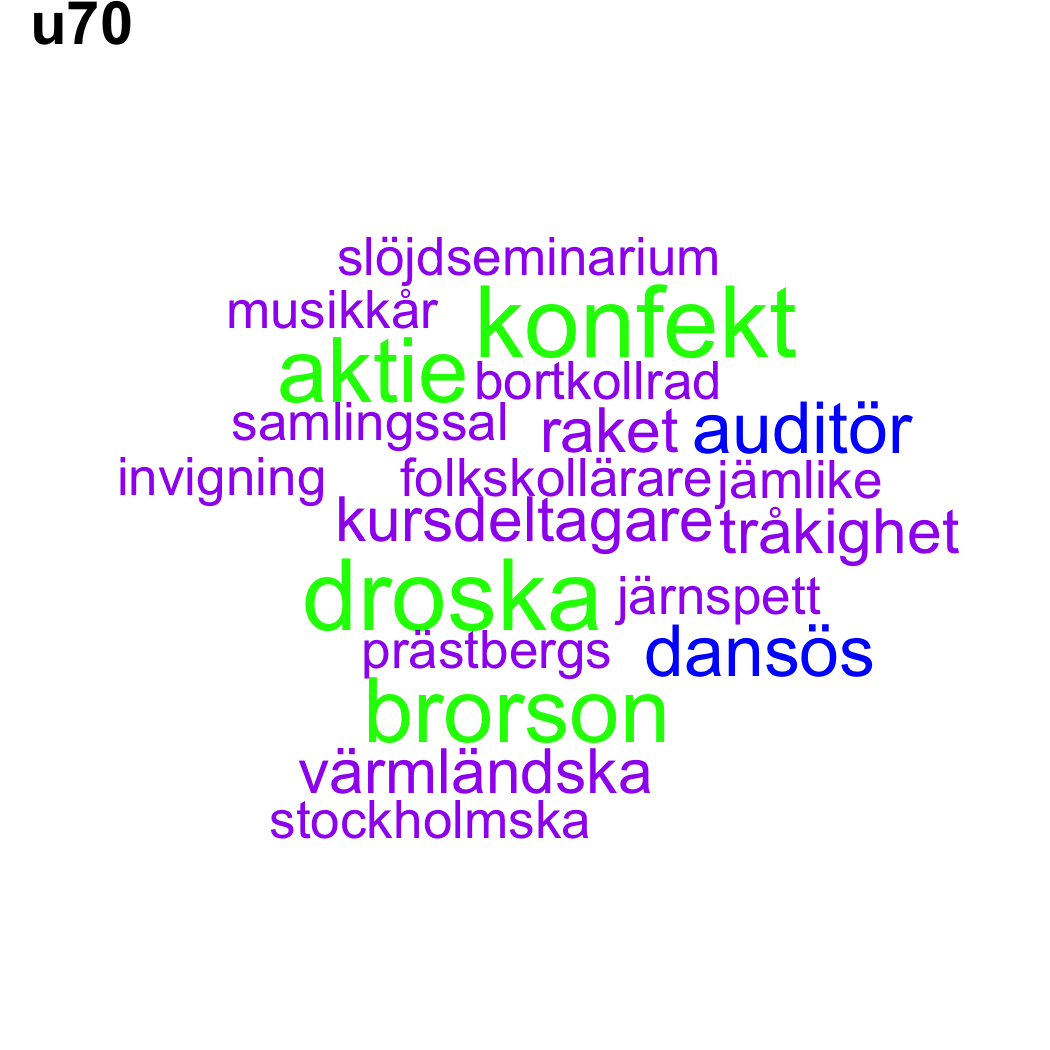 u70
slöjdseminarium
musikkår konfekt
aktie bortkollrad
samlingssal raket auditör
invigning folkskollärare jämlike
kursdeltagare tråkighet
droska järnspett
prästbergs dansös
brorson
värmländska
stockholmska